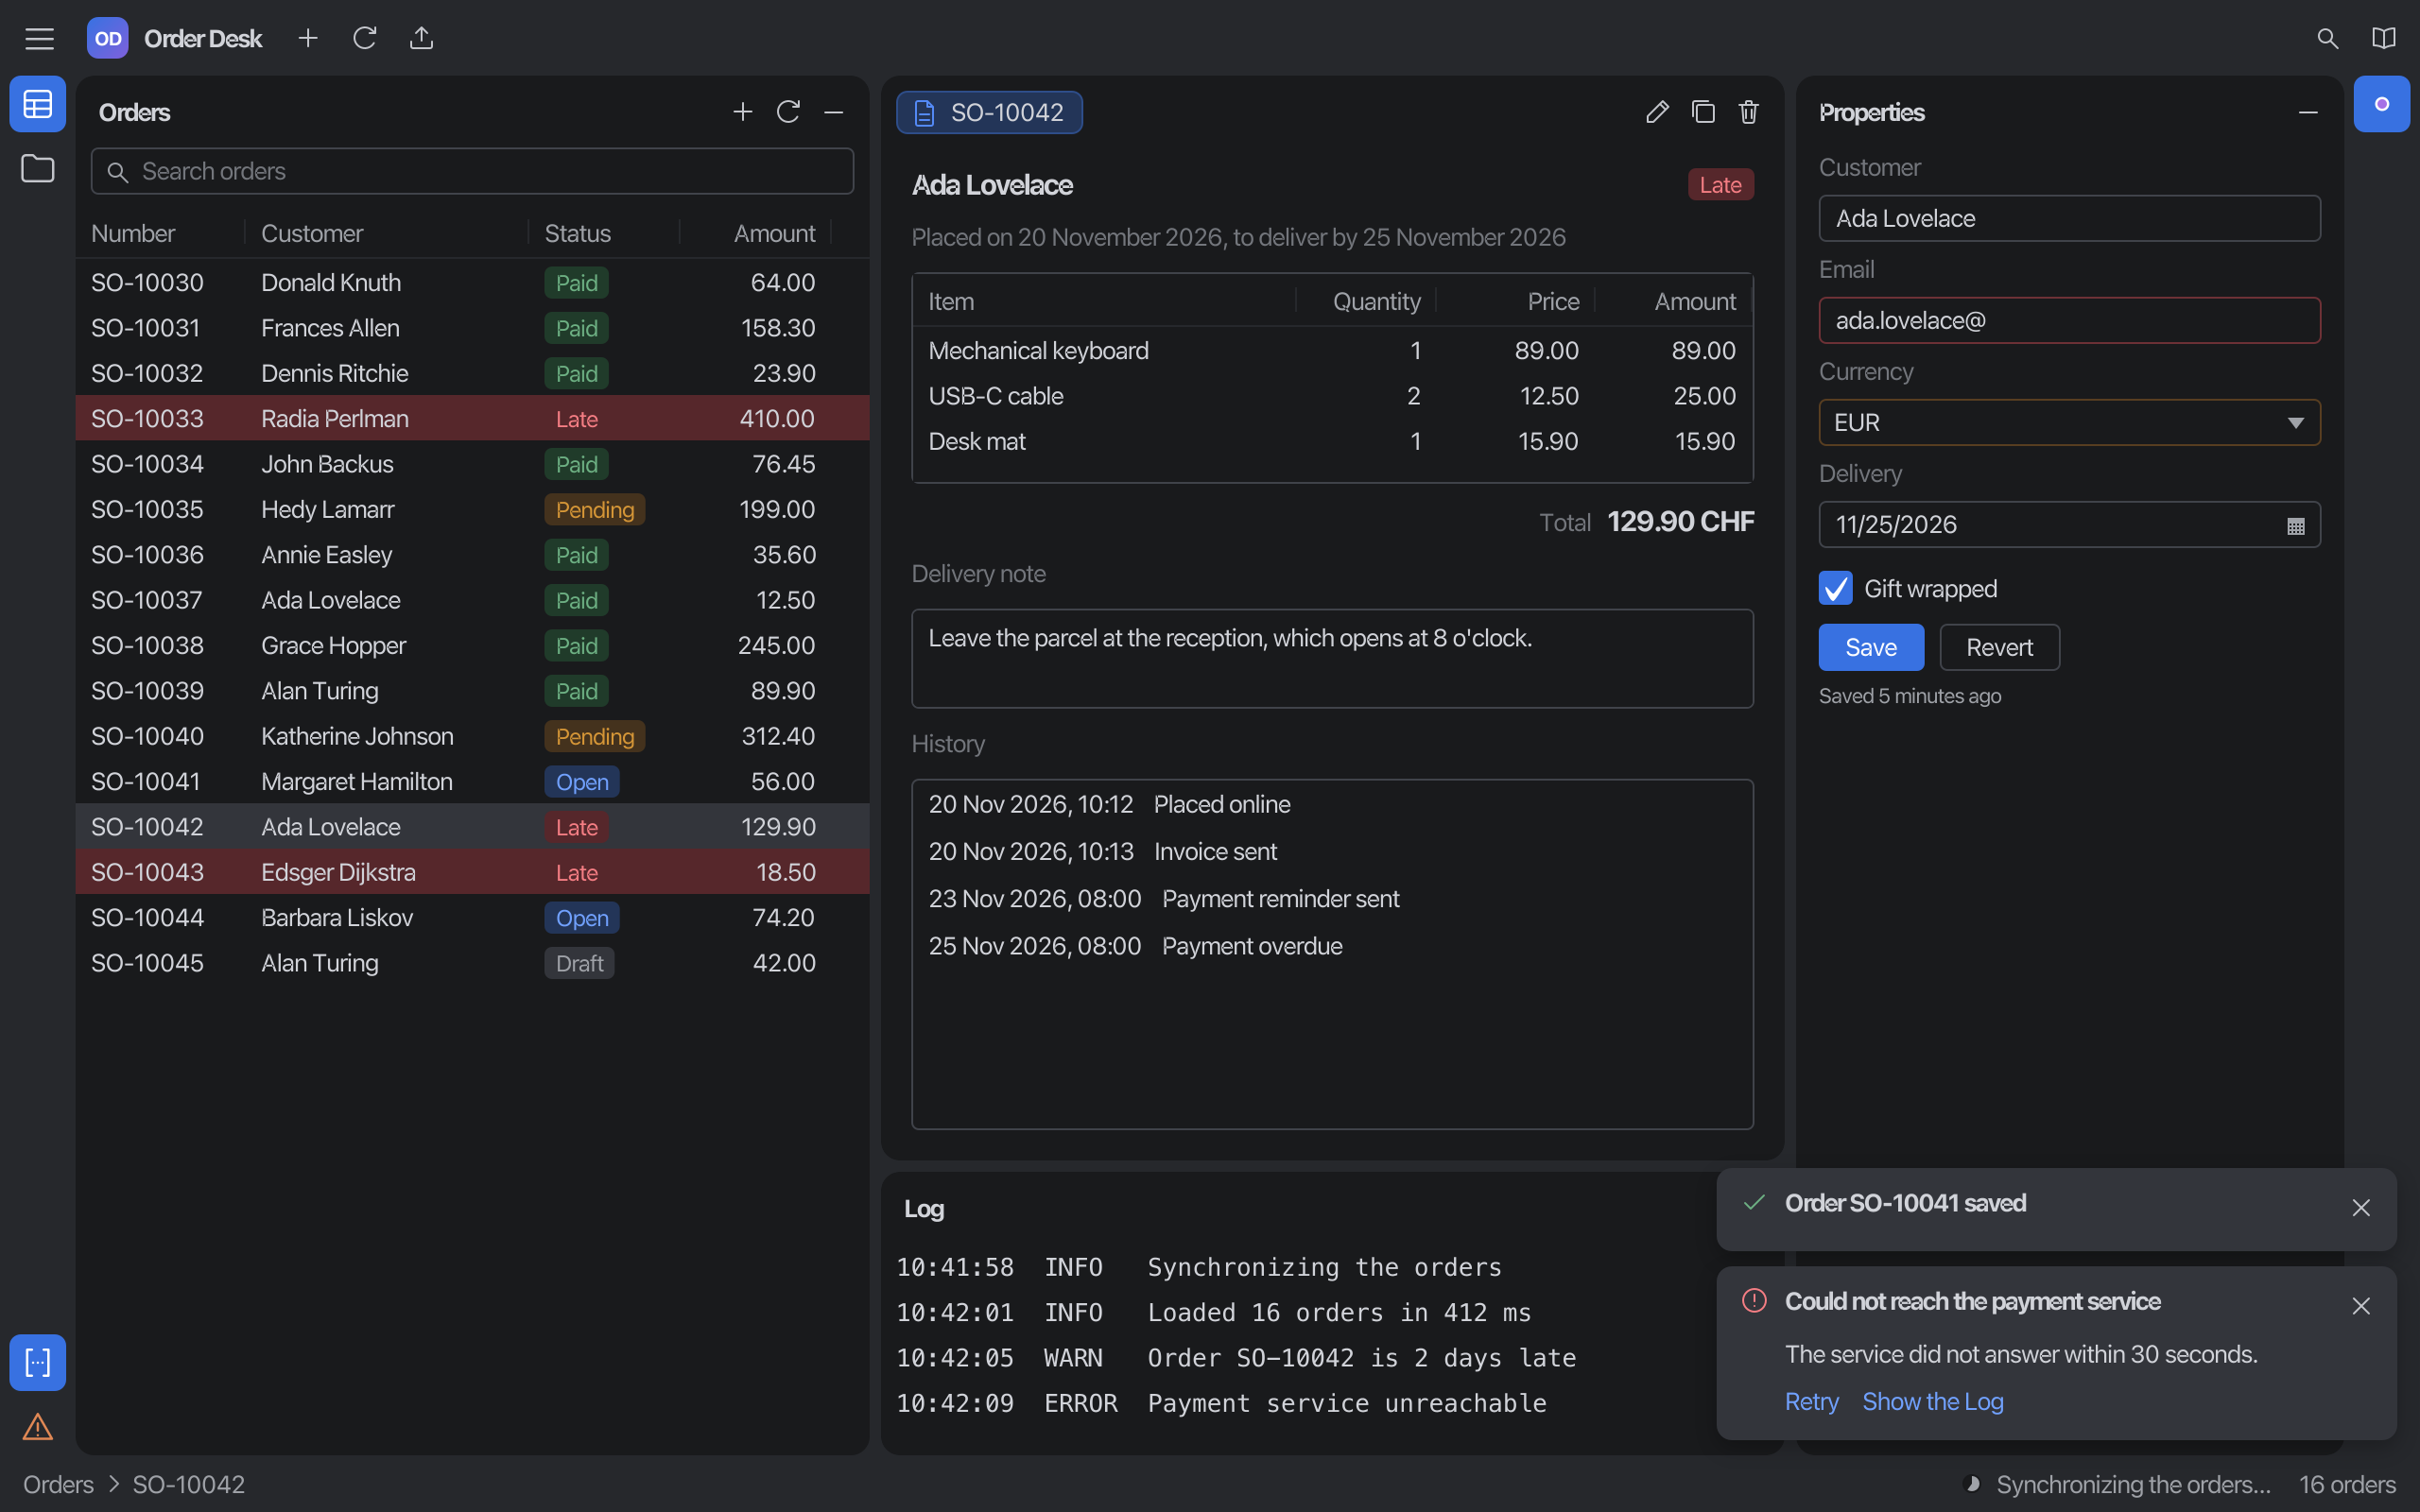 OD Order Desk
Orders
Search orders
Number Customer Status Amount
SO-10030 Donald Knuth Paid 64.00
SO-10031 Frances Allen Paid 158.30
SO-10032 Dennis Ritchie Paid 23.90
SO-10033 Radia Perlman Late 410.00
SO-10034 John Backus Paid 76.45
SO-10035 Hedy Lamarr Pending 199.00
SO-10036 Annie Easley Paid 35.60
SO-10037 Ada Lovelace Paid 12.50
SO-10038 Grace Hopper Paid 245.00
SO-10039 Alan Turing Paid 89.90
SO-10040 Katherine Johnson Pending 312.40
SO-10041 Margaret Hamilton Open 56.00
SO-10042 Ada Lovelace Late 129.90
SO-10043 Edsger Dijkstra Late 18.50
SO-10044 Barbara Liskov Open 74.20
SO-10045 Alan Turing Draft 42.00
SO-10042
Ada Lovelace Late
Placed on 20 November 2026, to deliver by 25 November 2026
Item Quantity Price Amount
Mechanical keyboard 1 89.00 89.00
USB-C cable 2 12.50 25.00
Desk mat 1 15.90 15.90
Total 129.90 CHF
Delivery note
Leave the parcel at the reception, which opens at 8 o'clock.
History
20 Nov 2026, 10:12 Placed online
20 Nov 2026, 10:13 Invoice sent
23 Nov 2026, 08:00 Payment reminder sent
25 Nov 2026, 08:00 Payment overdue
Log
10:41:58 INFO Synchronizing the orders
10:42:01 INFO Loaded 16 orders in 412 ms
10:42:05 WARN Order SO-10042 is 2 days late
10:42:09 ERROR Payment service unreachable
Properties
Customer
Ada Lovelace
Email
ada.lovelace@
Currency
EUR
Delivery
11/25/2026
Gift wrapped
Save Revert
Saved 5 minutes ago
Order SO-10041 saved
Could not reach the payment service
The service did not answer within 30 seconds.
Retry Show the Log
Orders SO-10042
Synchronizing the orders... 16 orders